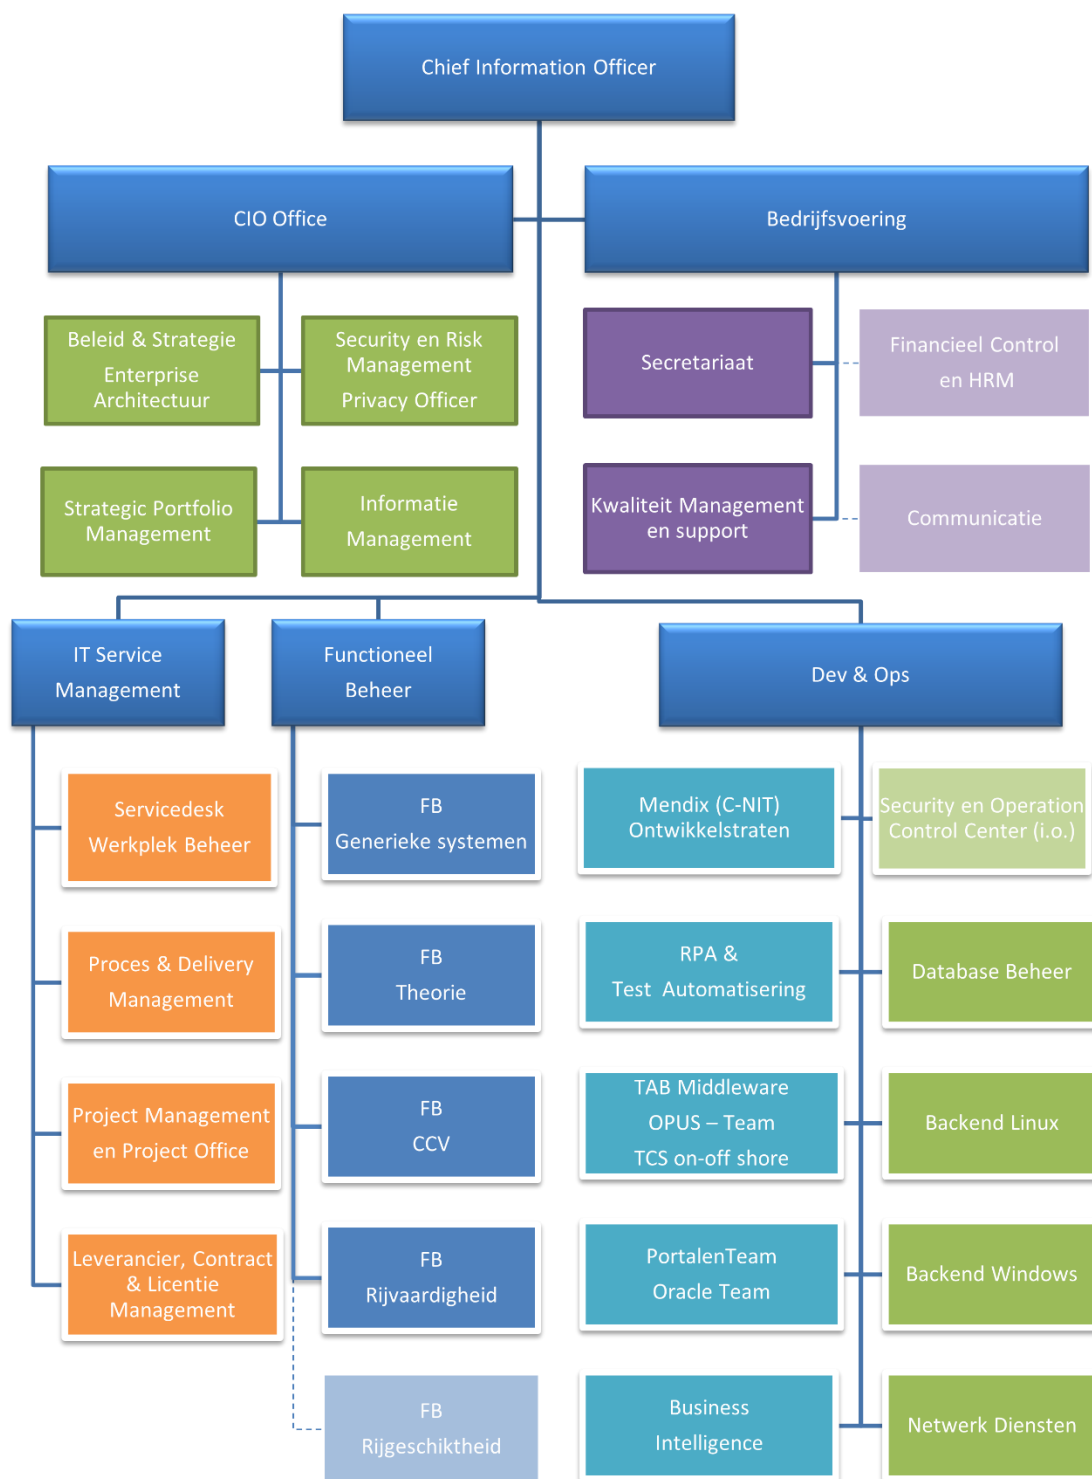 Chief Information Officer
CIO Office
Bedrijfsvoering
Beleid & Strategie
Enterprise
Architectuur
Security en Risk
Management
Privacy Officer
Secretariaat
Financieel Control
en HRM
Strategic Portfolio
Management
Informatie
Management
Kwaliteit Management
en support
Communicatie
IT Service
Management
Functioneel
Beheer
Dev & Ops
Servicedesk
Werkplek Beheer
FB
Generieke systemen
Mendix (C-NIT)
Ontwikkelstraten
Security en Operation
Control Center (i.o.)
Proces & Delivery
Management
FB
Theorie
RPA &
Test Automatisering
Database Beheer
Project Management
en Project Office
FB
CCV
TAB Middleware
OPUS – Team
TCS on-off shore
Backend Linux
Leverancier, Contract
& Licentie
Management
FB
Rijvaardigheid
PortalenTeam
Oracle Team
Backend Windows
FB
Rijgeschiktheid
Business
Intelligence
Netwerk Diensten